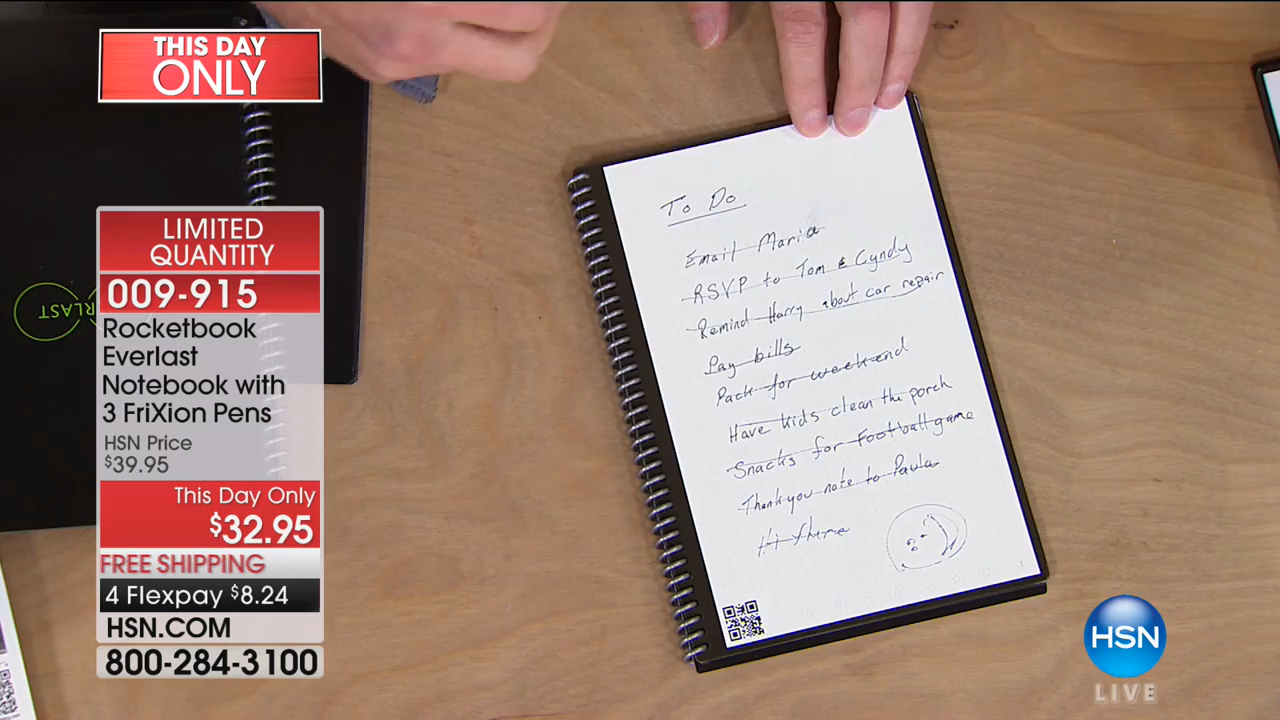 THIS DAY
ONLY
LIMITED
QUANTITY
009-915
Rocketbook
Everlast
Notebook with
3 FriXion Pens
HSN Price
$39.95
This Day Only
$32.95
FREE SHIPPING
4 Flexpay $8.24
HSN.COM
800-284-3100
LAST
To Do
Email Maria
RSVP to Tom & Cyndy
Remind Harry about car repair
Pay bills
Pack for weekend
Have kids clean the porch
Snacks for Football game
Thank you note to Paula
Hi there
HSN
LIVE